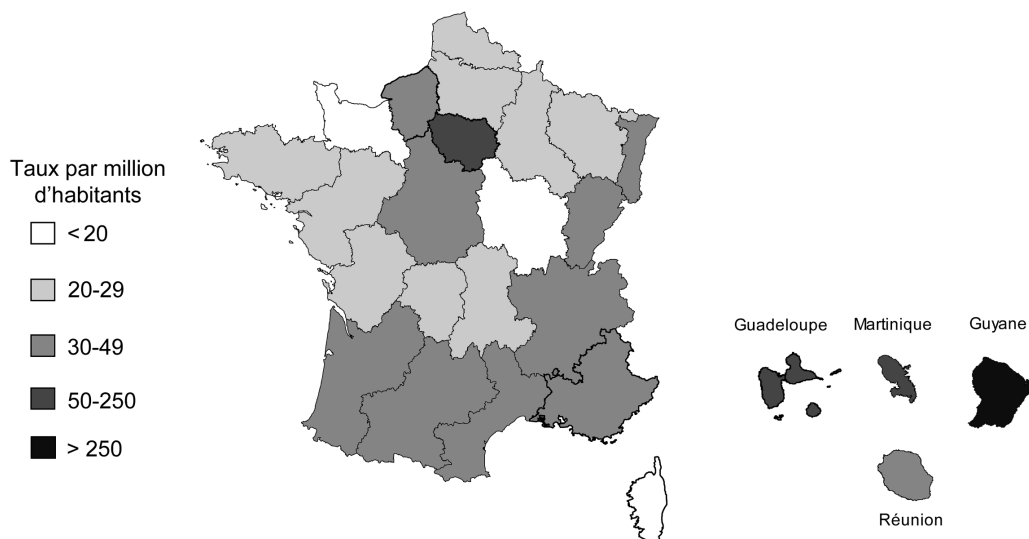 Taux par million
d'habitants
< 20
20-29
30-49
50-250
> 250
Guadeloupe
Martinique
Guyane
Réunion